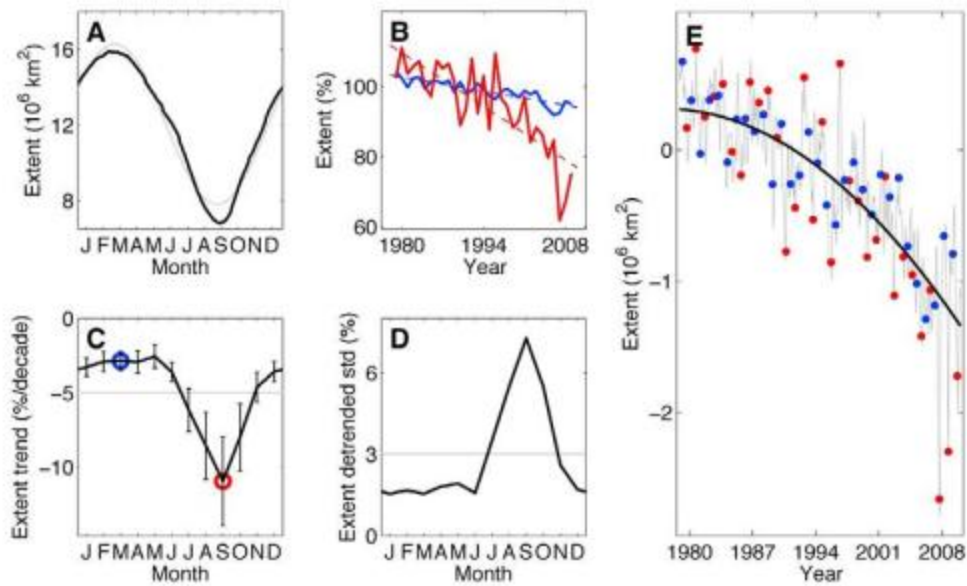 A
Extent (10⁶ km²)
16
12
8
J F M A M J J A S O N D
Month
B
Extent (%)
100
80
60
1980 1994 2008
Year
C
Extent trend (%/decade)
0
−5
−10
J F M A M J J A S O N D
Month
D
Extent detrended std (%)
6
3
0
J F M A M J J A S O N D
Month
E
Extent (10⁶ km²)
0
−1
−2
1980 1987 1994 2001 2008
Year